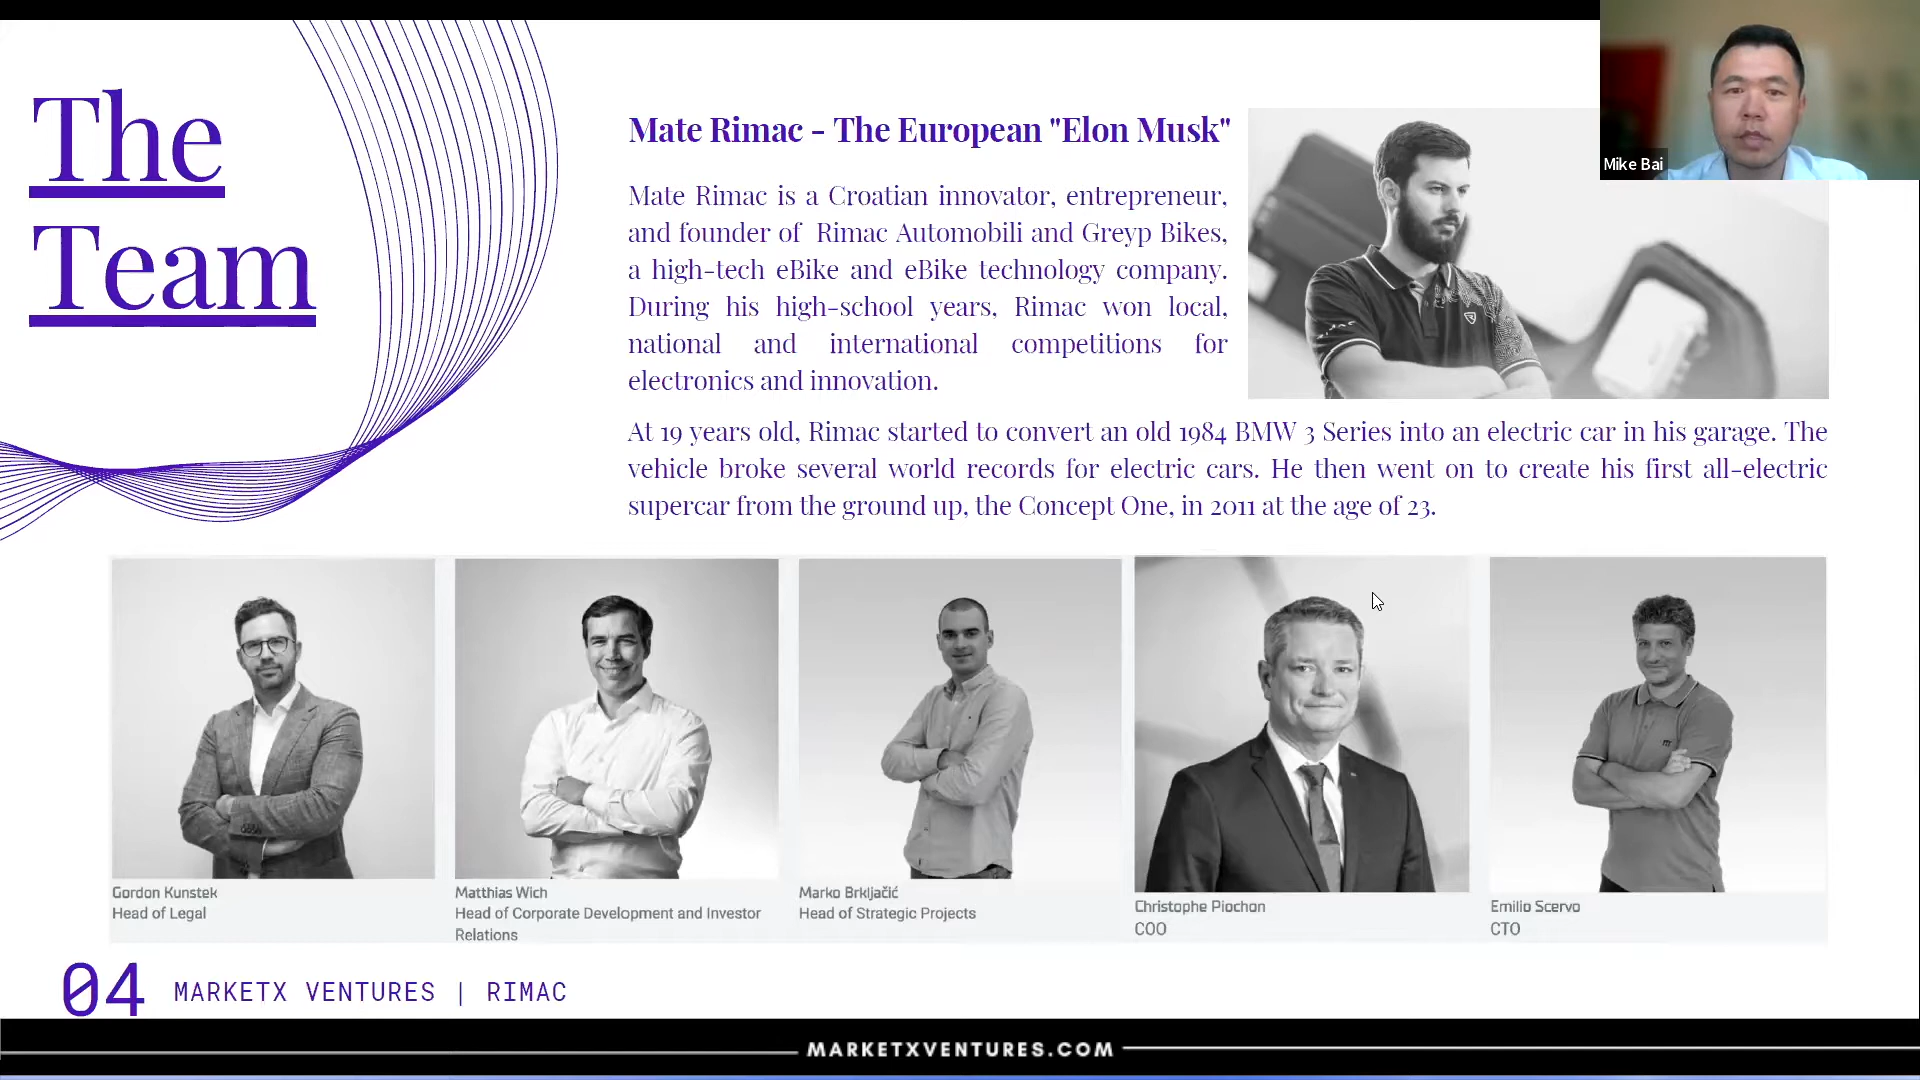 The
Team
Mate Rimac - The European "Elon Musk"
Mate Rimac is a Croatian innovator, entrepreneur,
and founder of Rimac Automobili and Greyp Bikes,
a high-tech eBike and eBike technology company.
During his high-school years, Rimac won local,
national and international competitions for
electronics and innovation.
At 19 years old, Rimac started to convert an old 1984 BMW 3 Series into an electric car in his garage. The
vehicle broke several world records for electric cars. He then went on to create his first all-electric
supercar from the ground up, the Concept One, in 2011 at the age of 23.
Mike Bai
Gordon Kunstek
Head of Legal
Matthias Wich
Head of Corporate Development and Investor
Relations
Marko Brkljačić
Head of Strategic Projects
Christophe Piochon
COO
Emilio Scervo
CTO
04 MARKETX VENTURES | RIMAC
MARKETXVENTURES.COM